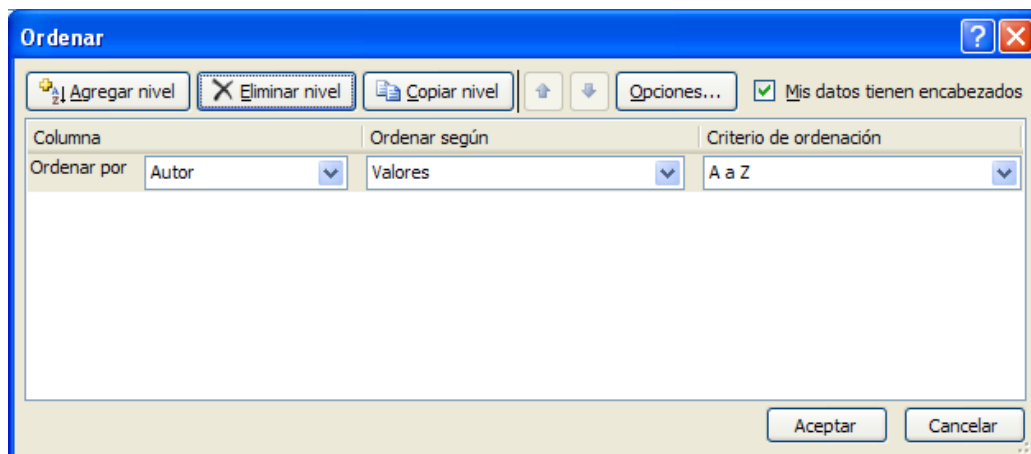 Ordenar
Agregar nivel Eliminar nivel Copiar nivel Opciones... Mis datos tienen encabezados
Columna Ordenar según Criterio de ordenación
Ordenar por Autor Valores A a Z
Aceptar Cancelar